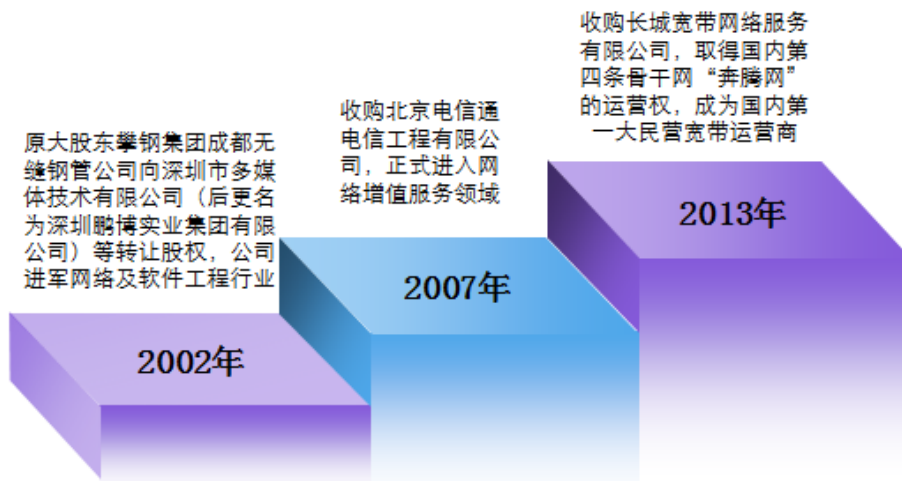 原大股东攀钢集团成都无
缝钢管公司向深圳市多媒
体技术有限公司（后更名
为深圳鹏博实业集团有限
公司）等转让股权，公司
进军网络及软件工程行业
2002年
收购北京电信通
电信工程有限公
司，正式进入网
络增值服务领域
2007年
收购长城宽带网络服务
有限公司，取得国内第
四条骨干网“奔腾网”
的运营权，成为国内第
一大民营宽带运营商
2013年